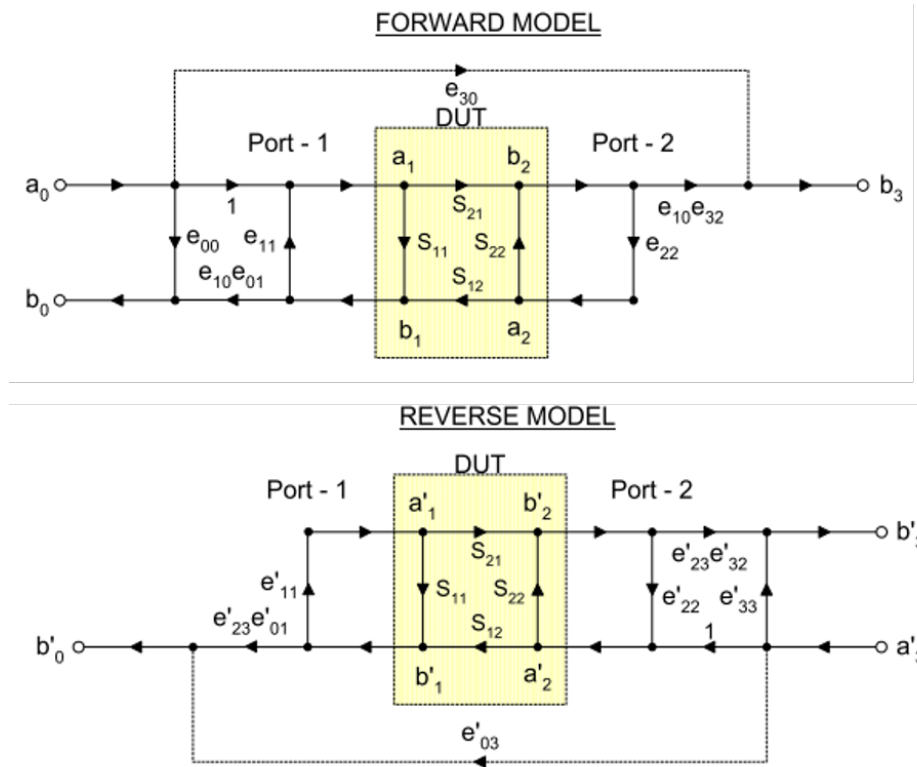 FORWARD MODEL
e30
DUT
Port - 1
Port - 2
a0
a1
b2
b3
1
S21
e10e32
e00
e11
S11
S22
e22
e10e01
S12
b0
b1
a2
REVERSE MODEL
DUT
Port - 1
Port - 2
a'1
b'2
b'3
S21
e'23e'32
e'11
S11
S22
e'22
e'33
e'23e'01
S12
1
b'0
b'1
a'2
a'3
e'03